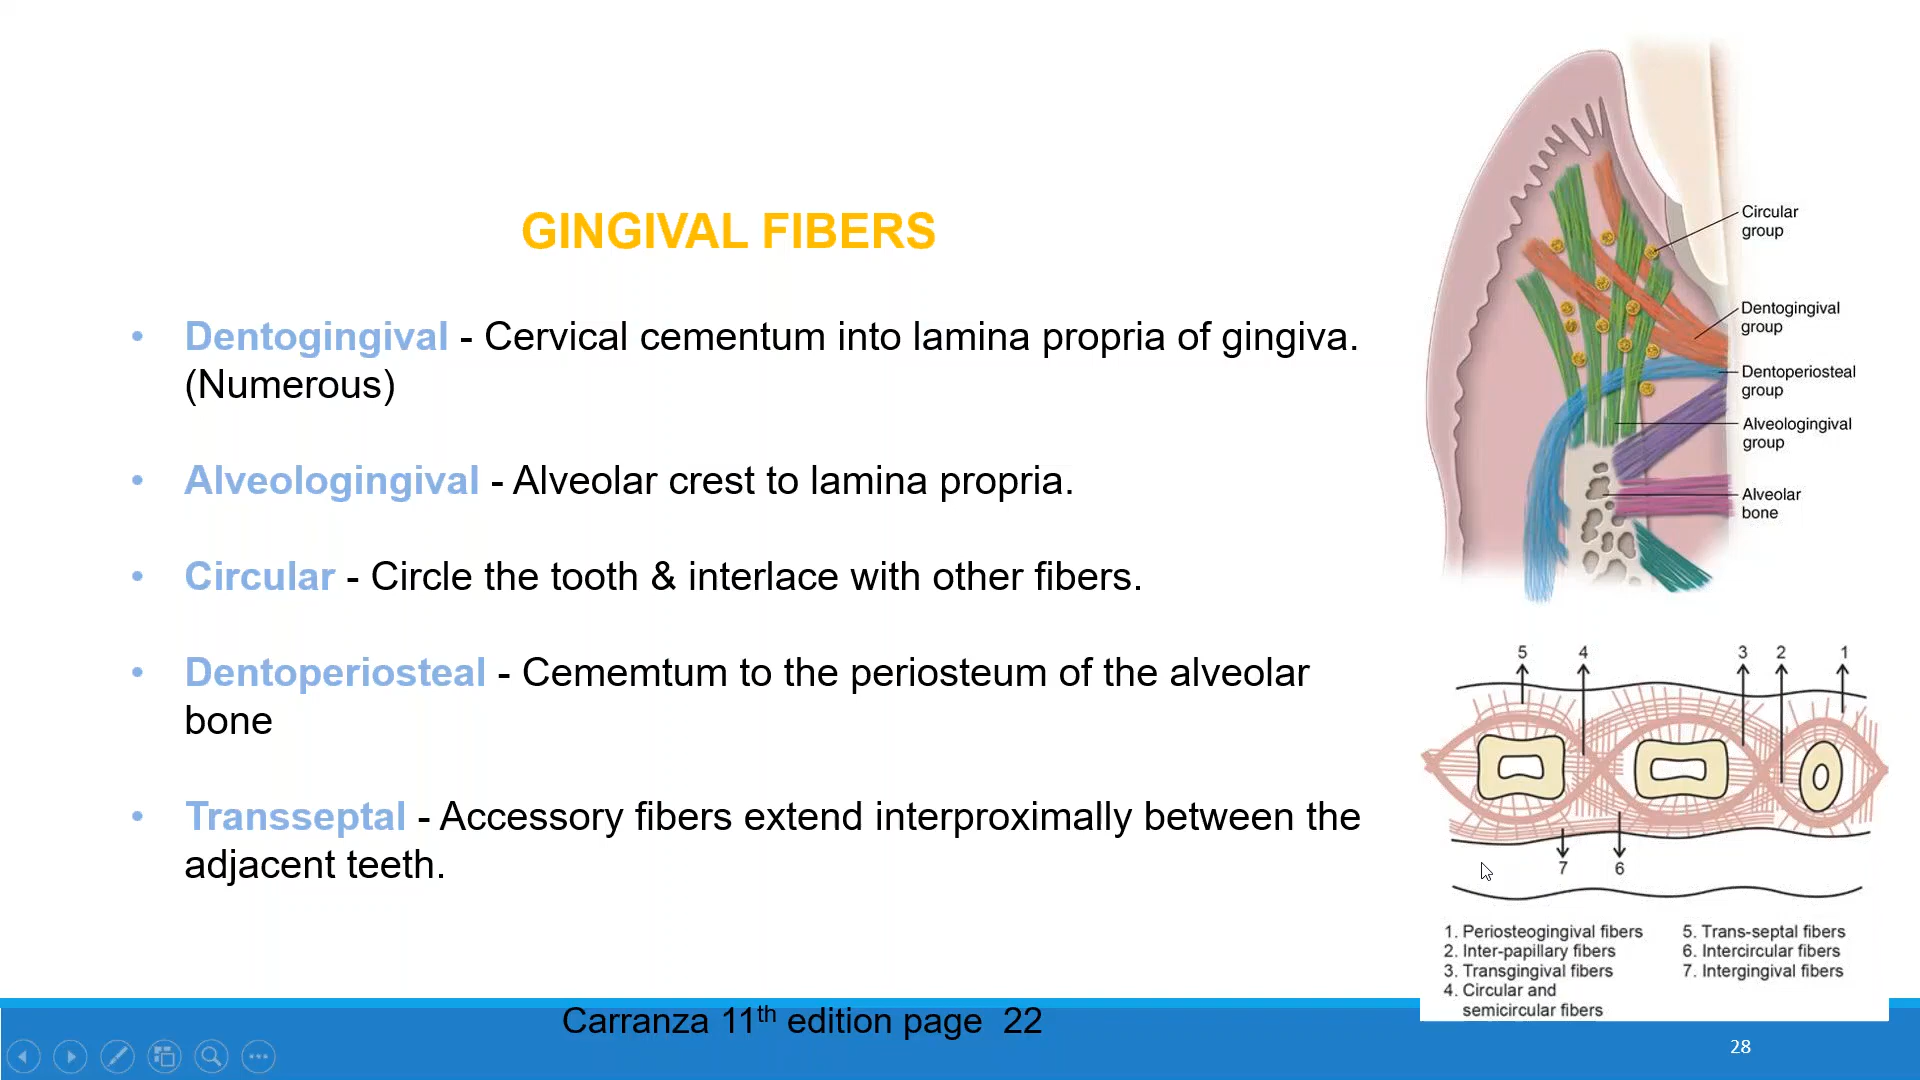 GINGIVAL FIBERS
• Dentogingival - Cervical cementum into lamina propria of gingiva.
(Numerous)
• Alveologingival - Alveolar crest to lamina propria.
• Circular - Circle the tooth & interlace with other fibers.
• Dentoperiosteal - Cememtum to the periosteum of the alveolar
bone
• Transseptal - Accessory fibers extend interproximally between the
adjacent teeth.
Circular
group
Dentogingival
group
Dentoperiosteal
group
Alveologingival
group
Alveolar
bone
5 4 3 2 1
7 6
1. Periosteogingival fibers
2. Inter-papillary fibers
3. Transgingival fibers
4. Circular and
semicircular fibers
5. Trans-septal fibers
6. Intercircular fibers
7. Intergingival fibers
Carranza 11th edition page 22
28